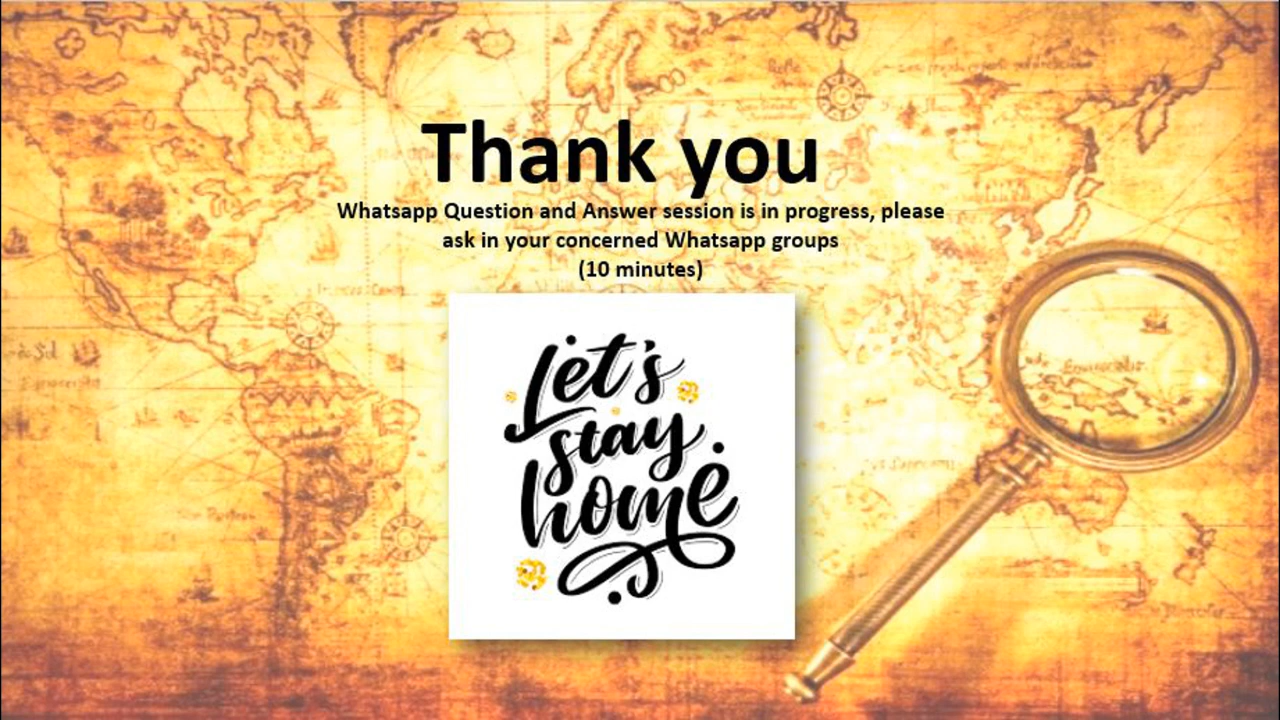 Thank you
Whatsapp Question and Answer session is in progress, please
ask in your concerned Whatsapp groups
(10 minutes)
Let's
stay
home